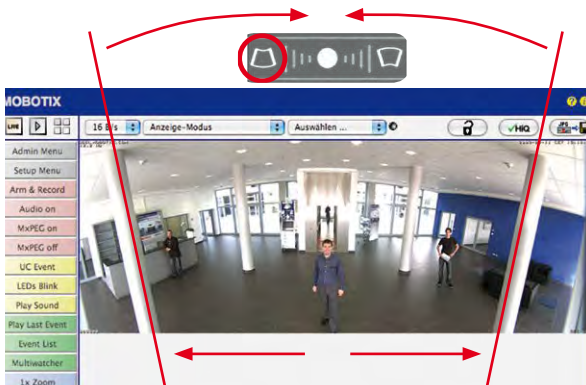 MOBOTIX
LIVE
16 B/s
Anzeige-Modus
Auswählen ...
HiQ
Admin Menu
Setup Menu
Arm & Record
Audio on
MxPEG on
MxPEG off
UC Event
LEDs Blink
Play Sound
Play Last Event
Event List
Multiwatcher
1x Zoom